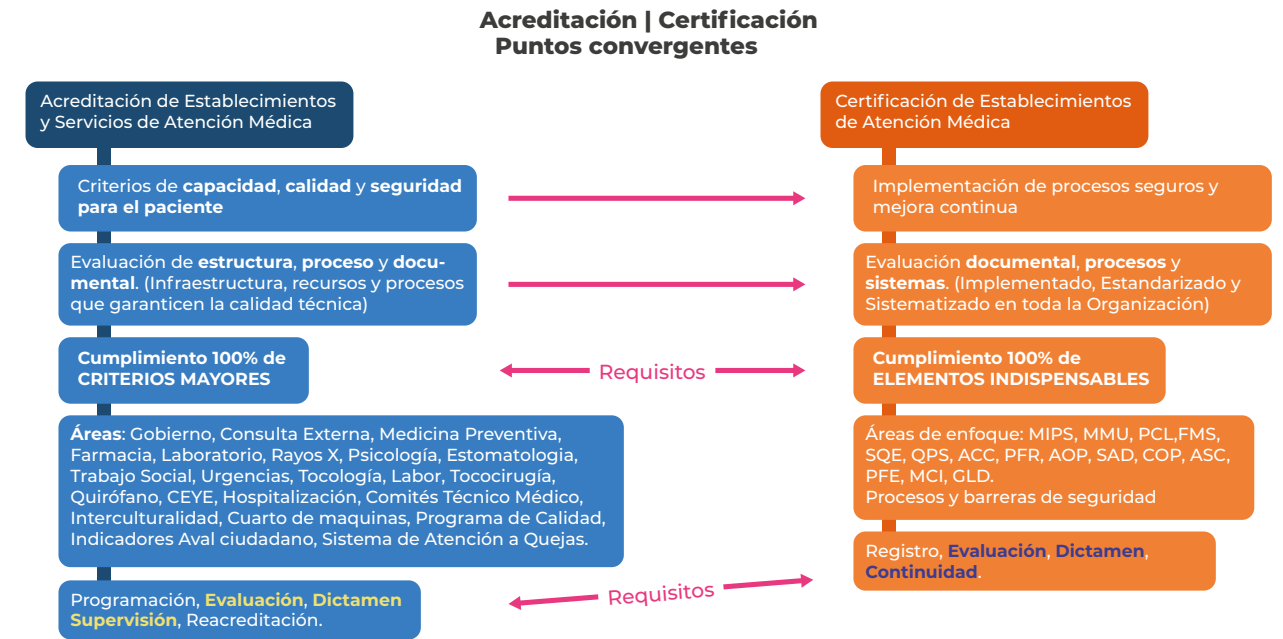 Acreditación | Certificación
Puntos convergentes
Acreditación de Establecimientos
y Servicios de Atención Médica
Criterios de capacidad, calidad y seguridad
para el paciente
Evaluación de estructura, proceso y docu-
mental. (Infraestructura, recursos y procesos
que garanticen la calidad técnica)
Cumplimiento 100% de
CRITERIOS MAYORES
Áreas: Gobierno, Consulta Externa, Medicina Preventiva,
Farmacia, Laboratorio, Rayos X, Psicología, Estomatologia,
Trabajo Social, Urgencias, Tocología, Labor, Tococirugía,
Quirófano, CEYE, Hospitalización, Comités Técnico Médico,
Interculturalidad, Cuarto de maquinas, Programa de Calidad,
Indicadores Aval ciudadano, Sistema de Atención a Quejas.
Programación, Evaluación, Dictamen
Supervisión, Reacreditación.
Requisitos
Requisitos
Certificación de Establecimientos
de Atención Médica
Implementación de procesos seguros y
mejora continua
Evaluación documental, procesos y
sistemas. (Implementado, Estandarizado y
Sistematizado en toda la Organización)
Cumplimiento 100% de
ELEMENTOS INDISPENSABLES
Áreas de enfoque: MIPS, MMU, PCL,FMS,
SQE, QPS, ACC, PFR, AOP, SAD, COP, ASC,
PFE, MCI, GLD.
Procesos y barreras de seguridad
Registro, Evaluación, Dictamen,
Continuidad.